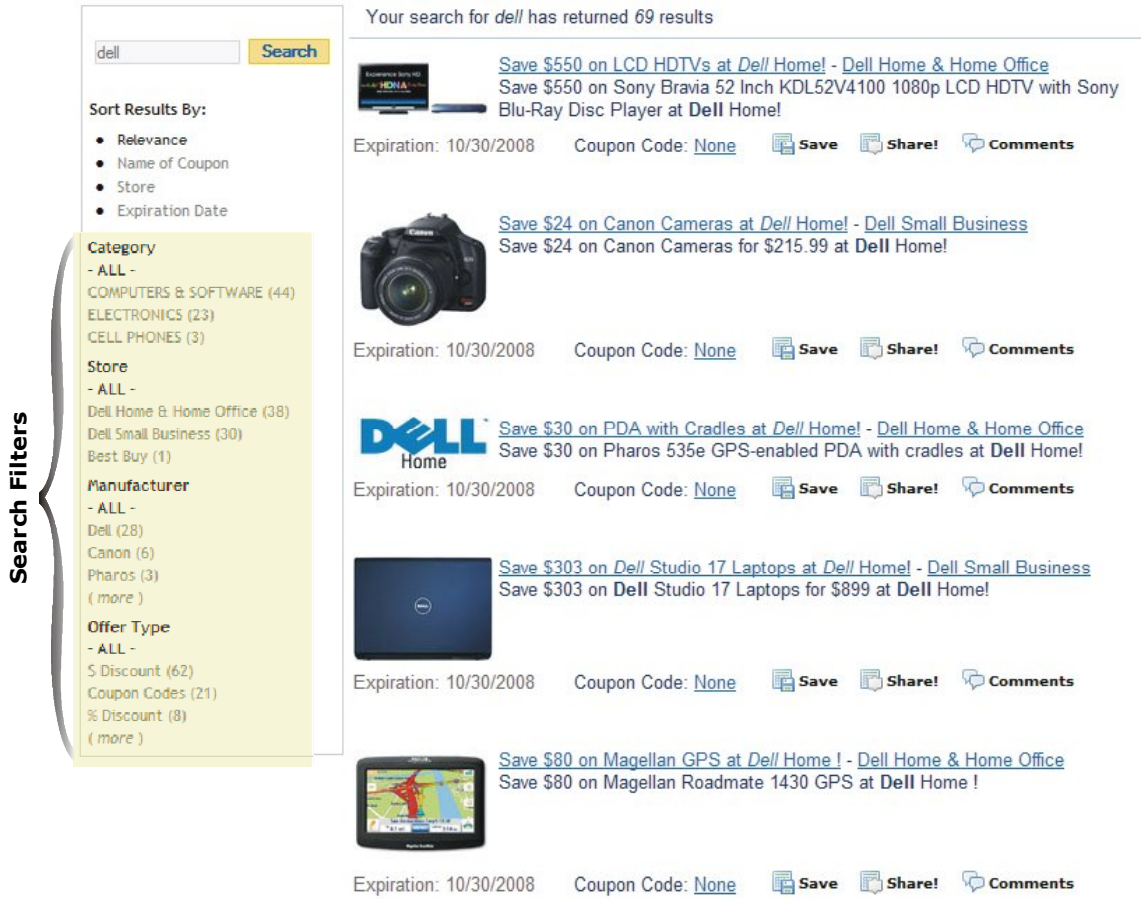 Your search for dell has returned 69 results
dell
Search
Sort Results By:
Relevance
Name of Coupon
Store
Expiration Date
Search Filters
Category
- ALL -
COMPUTERS & SOFTWARE (44)
ELECTRONICS (23)
CELL PHONES (3)
Store
- ALL -
Dell Home & Home Office (38)
Dell Small Business (30)
Best Buy (1)
Manufacturer
- ALL -
Dell (28)
Canon (6)
Pharos (3)
( more )
Offer Type
- ALL -
$ Discount (62)
Coupon Codes (21)
% Discount (8)
( more )
Experience Sony HD
HDNA
Save $550 on LCD HDTVs at Dell Home! - Dell Home & Home Office
Save $550 on Sony Bravia 52 Inch KDL52V4100 1080p LCD HDTV with Sony
Blu-Ray Disc Player at Dell Home!
Expiration: 10/30/2008 Coupon Code: None Save Share! Comments
Canon
Save $24 on Canon Cameras at Dell Home! - Dell Small Business
Save $24 on Canon Cameras for $215.99 at Dell Home!
Expiration: 10/30/2008 Coupon Code: None Save Share! Comments
DELL
Home
Save $30 on PDA with Cradles at Dell Home! - Dell Home & Home Office
Save $30 on Pharos 535e GPS-enabled PDA with cradles at Dell Home!
Expiration: 10/30/2008 Coupon Code: None Save Share! Comments
DELL
Save $303 on Dell Studio 17 Laptops at Dell Home! - Dell Small Business
Save $303 on Dell Studio 17 Laptops for $899 at Dell Home!
Expiration: 10/30/2008 Coupon Code: None Save Share! Comments
Save $80 on Magellan GPS at Dell Home ! - Dell Home & Home Office
Save $80 on Magellan Roadmate 1430 GPS at Dell Home !
Expiration: 10/30/2008 Coupon Code: None Save Share! Comments